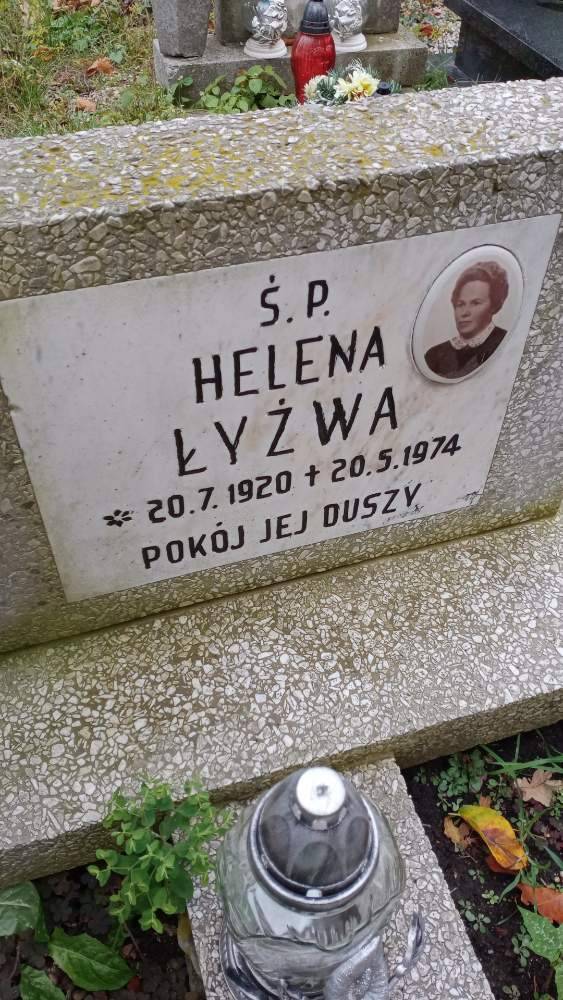 Ś. P.
HELENA
ŁYŻWA
* 20.7.1920 + 20.5.1974
POKÓJ JEJ DUSZY